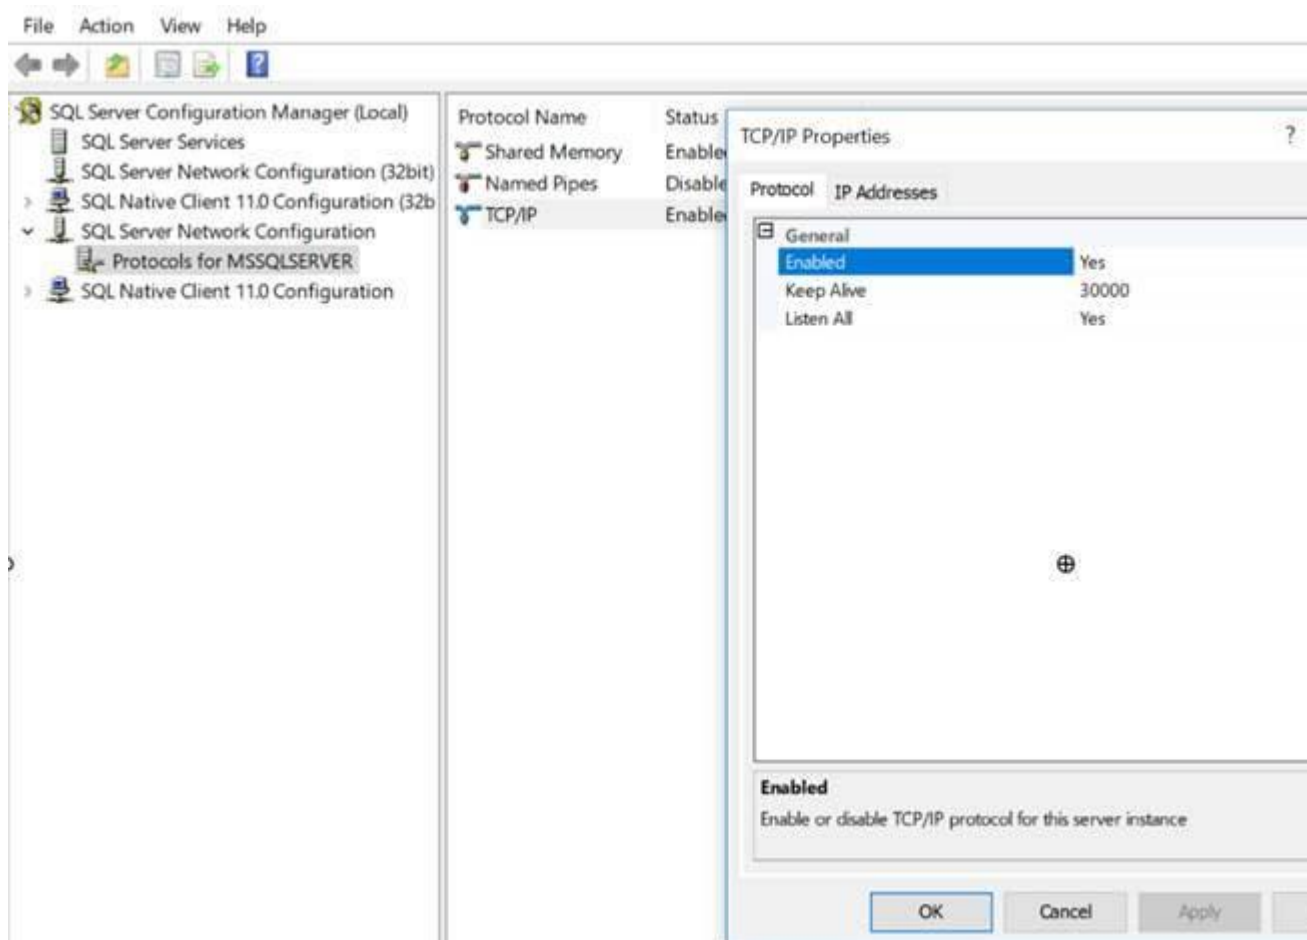 File Action View Help
SQL Server Configuration Manager (Local)
SQL Server Services
SQL Server Network Configuration (32bit)
SQL Native Client 11.0 Configuration (32b
SQL Server Network Configuration
Protocols for MSSQLSERVER
SQL Native Client 11.0 Configuration
Protocol Name Status
Shared Memory Enable
Named Pipes Disable
TCP/IP Enable
TCP/IP Properties ?
Protocol IP Addresses
General
Enabled Yes
Keep Alive 30000
Listen All Yes
Enabled
Enable or disable TCP/IP protocol for this server instance
OK Cancel Apply